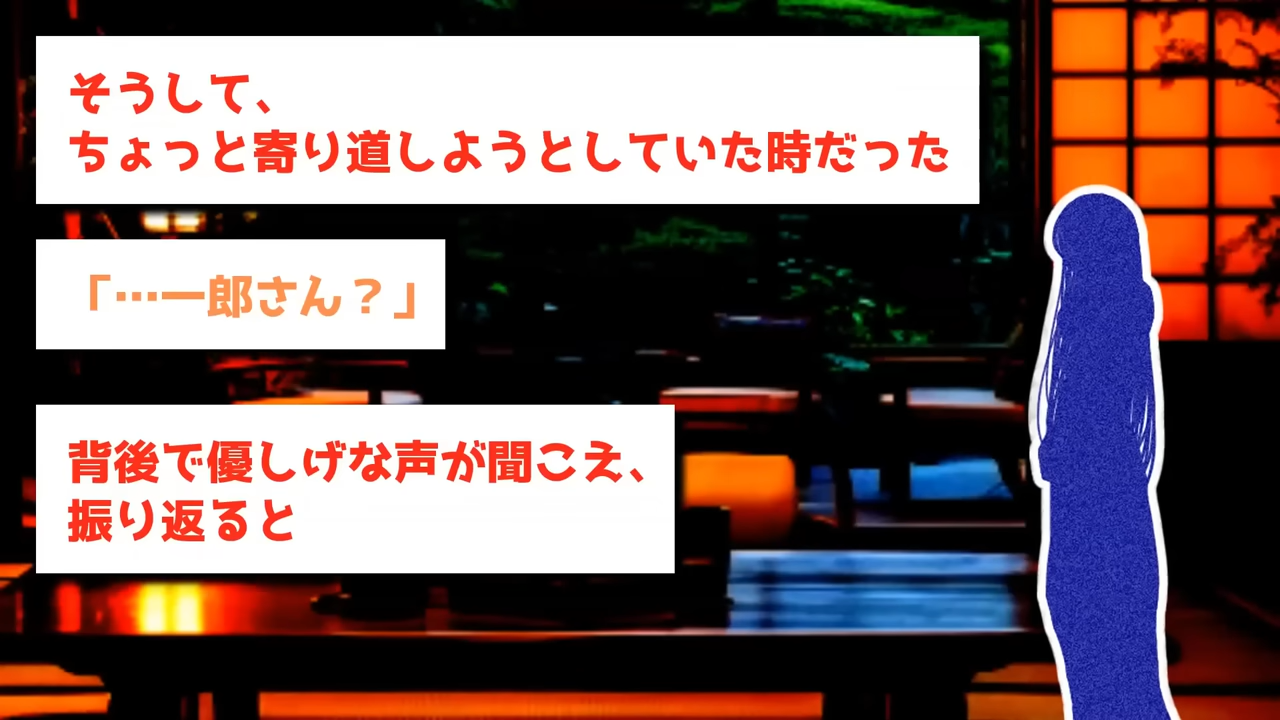 そうして、
ちょっと寄り道しようとしていた時だった
「…一郎さん？」
背後で優しげな声が聞こえ、
振り返ると